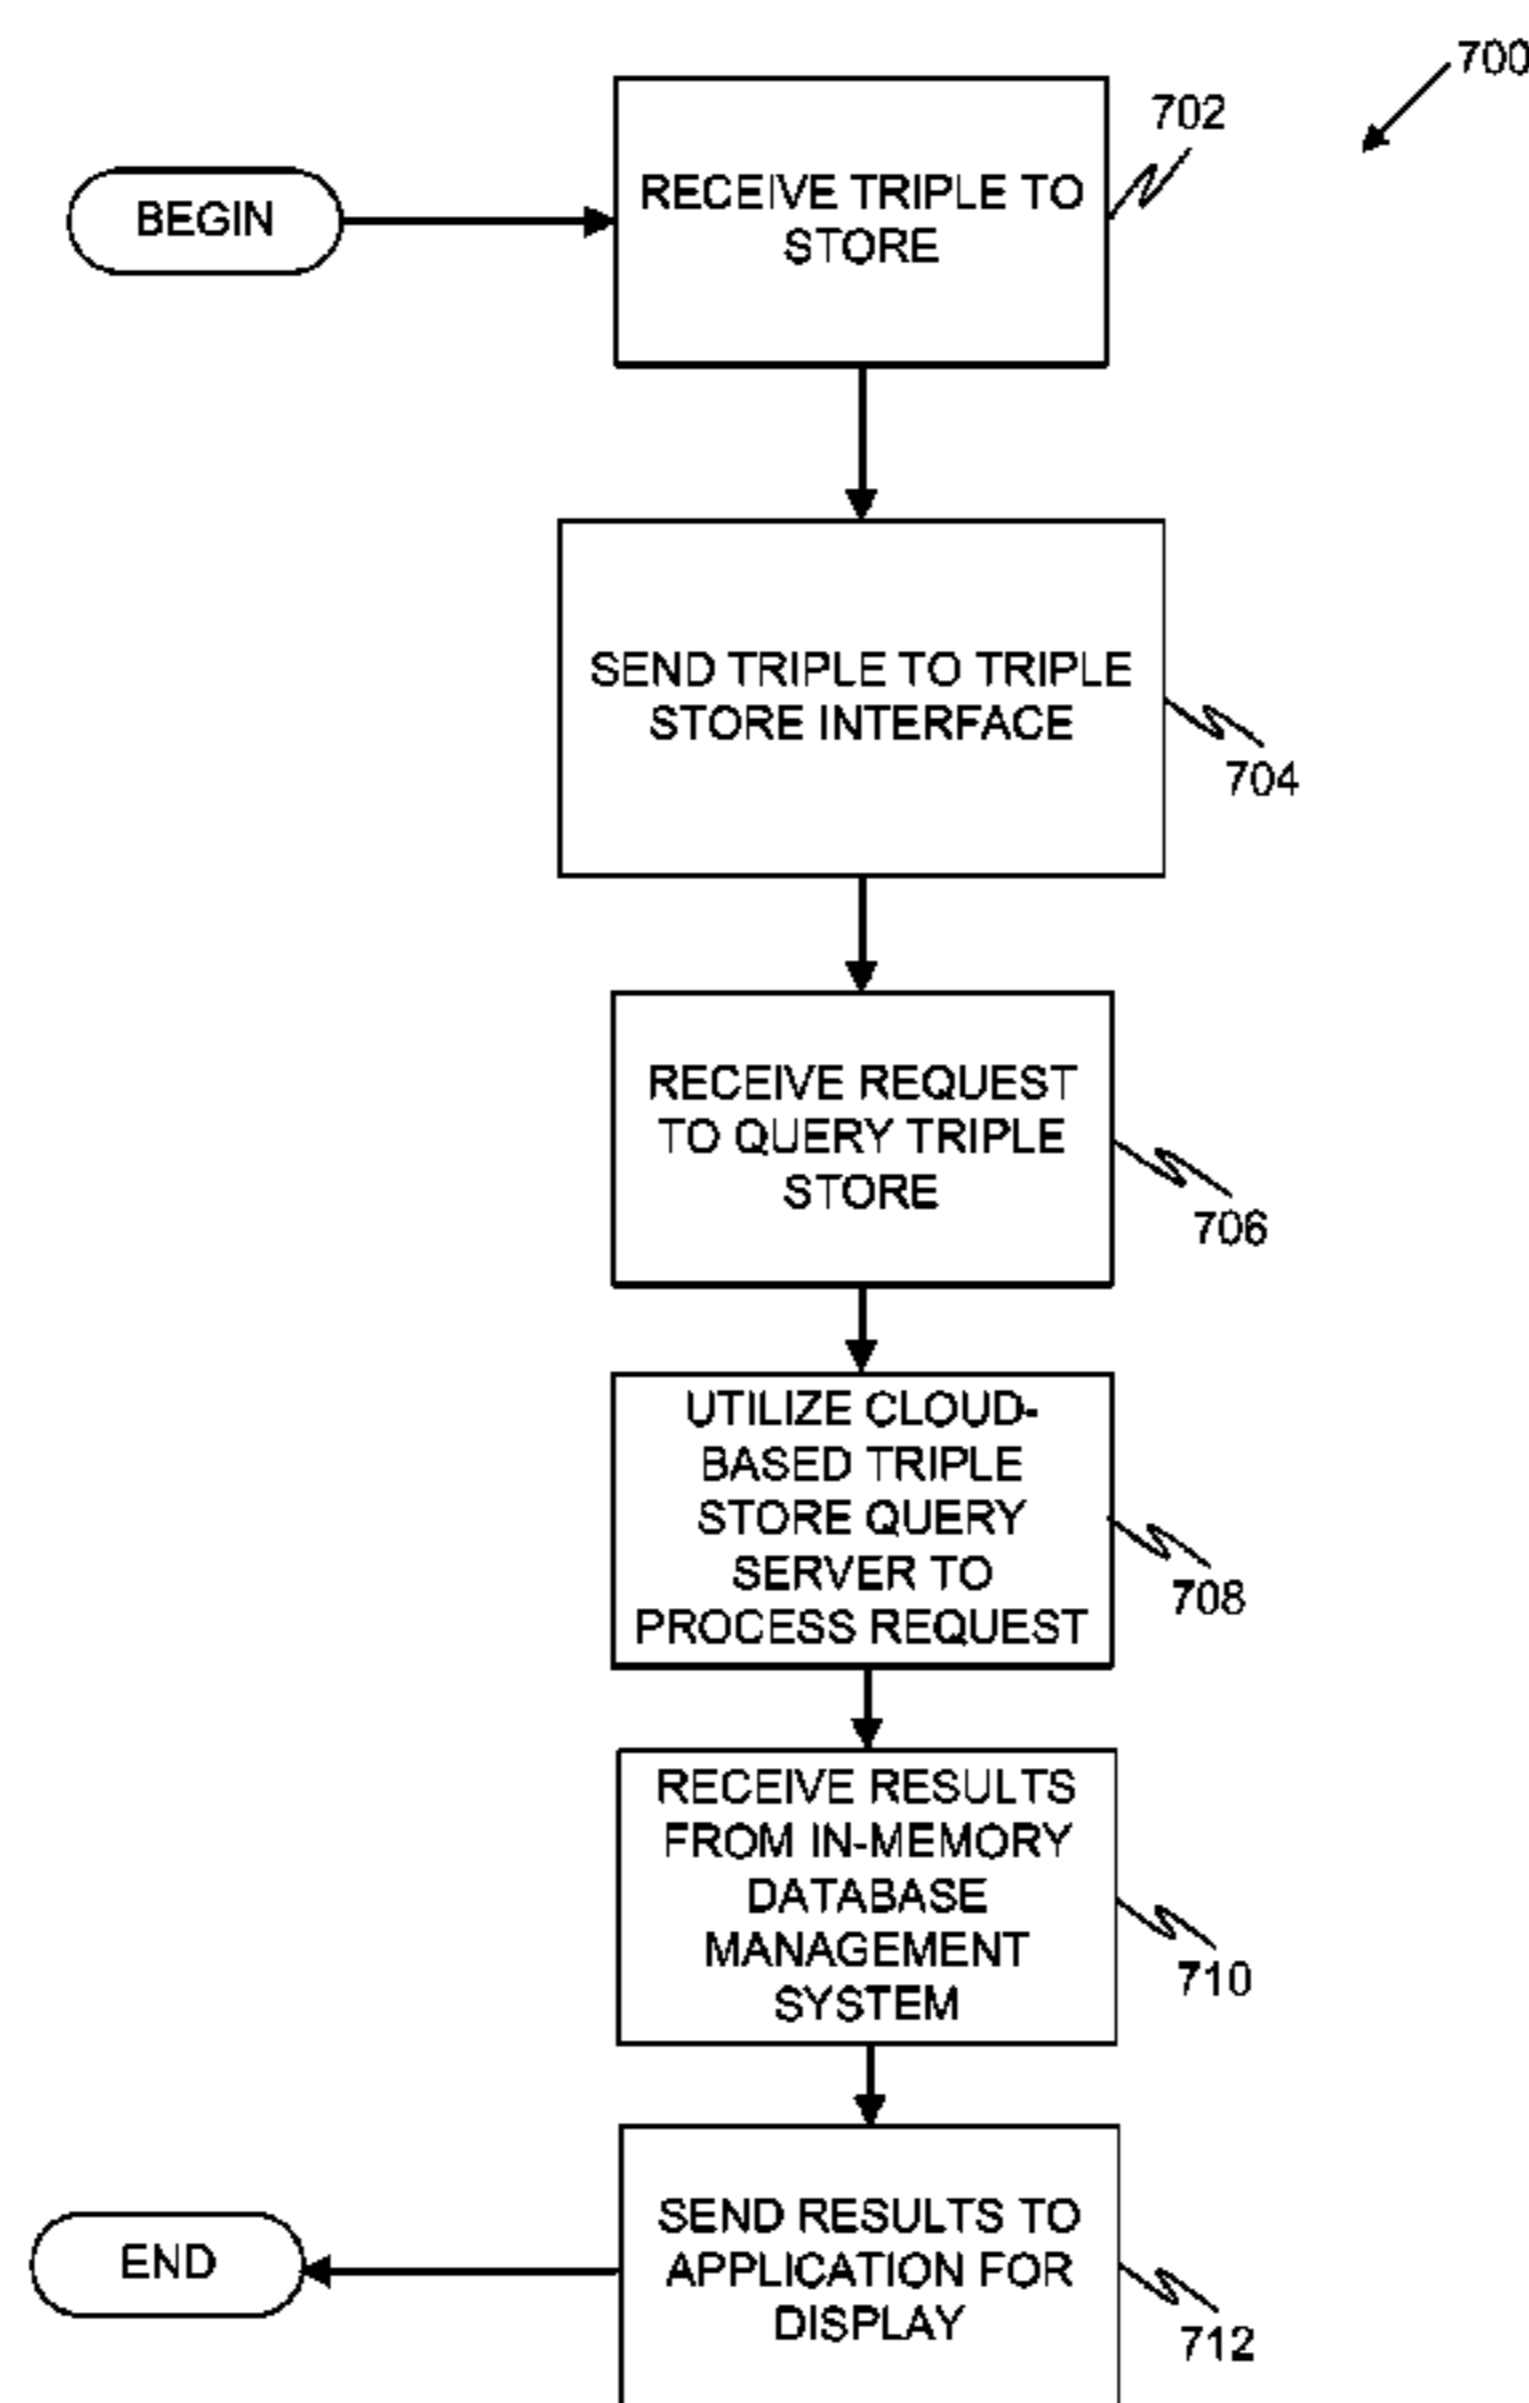 700
702
BEGIN
RECEIVE TRIPLE TO
STORE
SEND TRIPLE TO TRIPLE
STORE INTERFACE
704
RECEIVE REQUEST
TO QUERY TRIPLE
STORE
706
UTILIZE CLOUD-
BASED TRIPLE
STORE QUERY
SERVER TO
PROCESS REQUEST
708
RECEIVE RESULTS
FROM IN-MEMORY
DATABASE
MANAGEMENT
SYSTEM
710
SEND RESULTS TO
APPLICATION FOR
DISPLAY
712
END